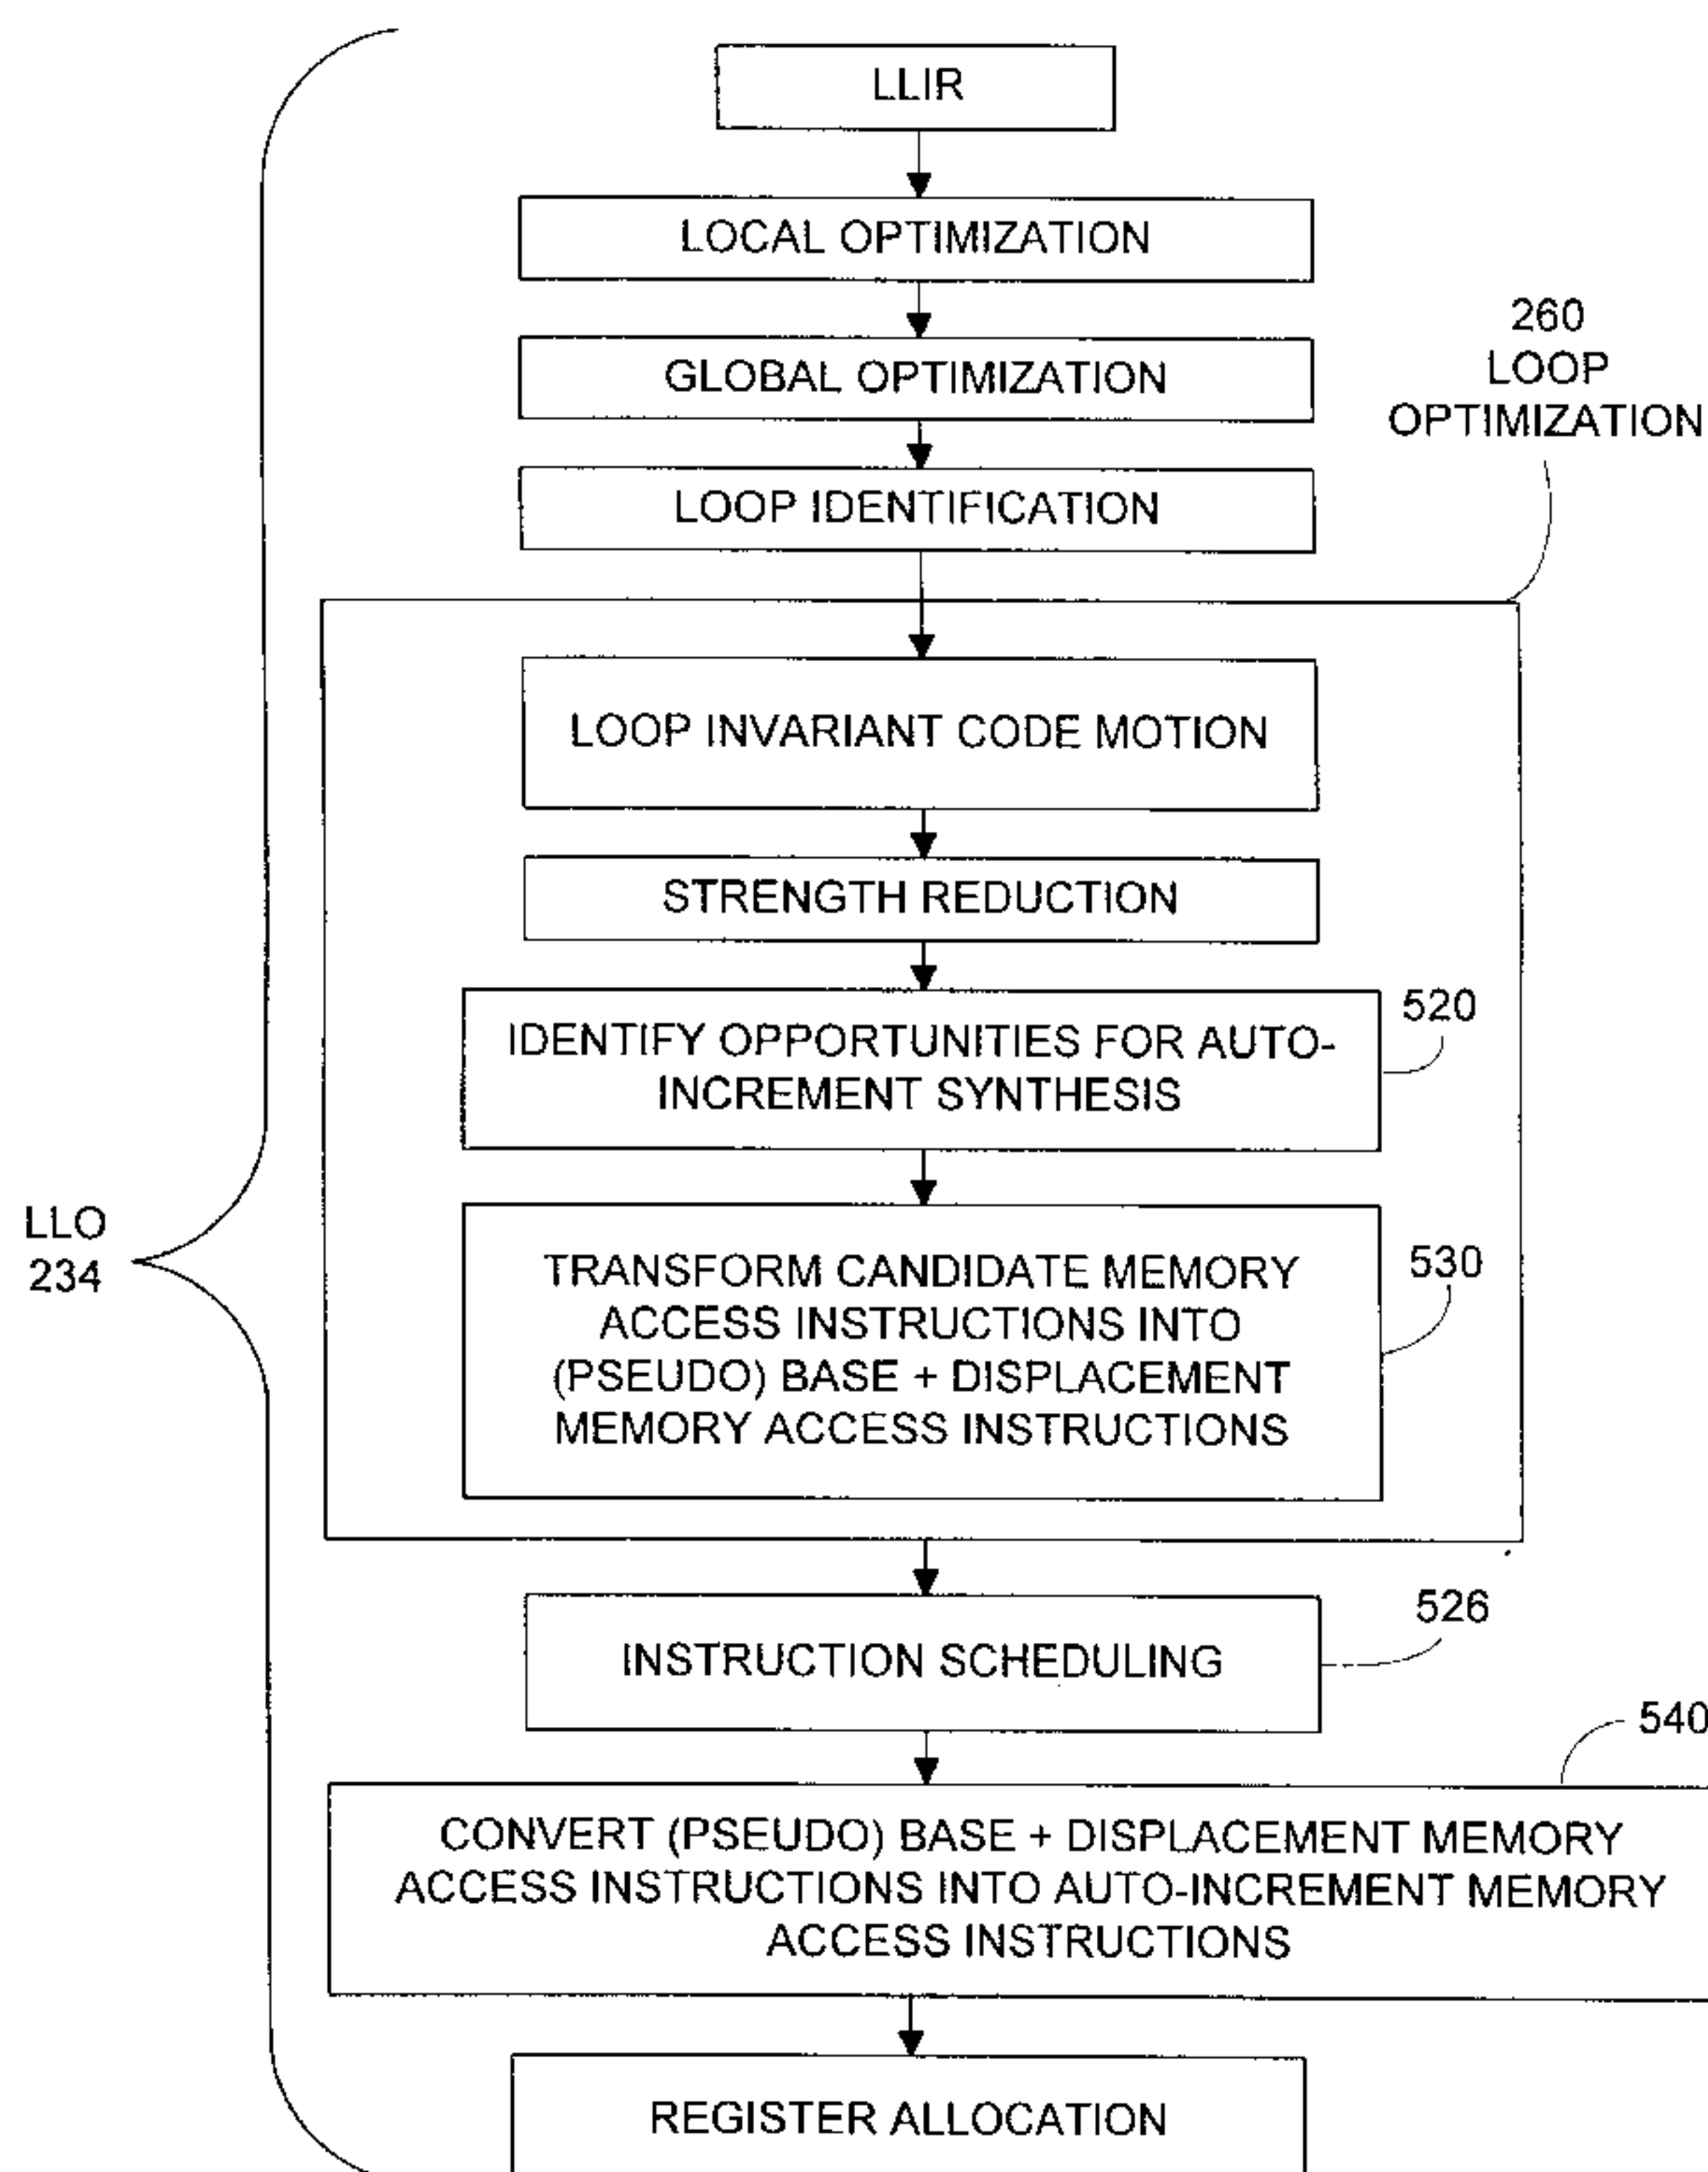 LLIR
LOCAL OPTIMIZATION
GLOBAL OPTIMIZATION
260
LOOP
OPTIMIZATION
LOOP IDENTIFICATION
LOOP INVARIANT CODE MOTION
STRENGTH REDUCTION
520
IDENTIFY OPPORTUNITIES FOR AUTO-
INCREMENT SYNTHESIS
LLO
234
530
TRANSFORM CANDIDATE MEMORY
ACCESS INSTRUCTIONS INTO
(PSEUDO) BASE + DISPLACEMENT
MEMORY ACCESS INSTRUCTIONS
526
INSTRUCTION SCHEDULING
540
CONVERT (PSEUDO) BASE + DISPLACEMENT MEMORY
ACCESS INSTRUCTIONS INTO AUTO-INCREMENT MEMORY
ACCESS INSTRUCTIONS
REGISTER ALLOCATION